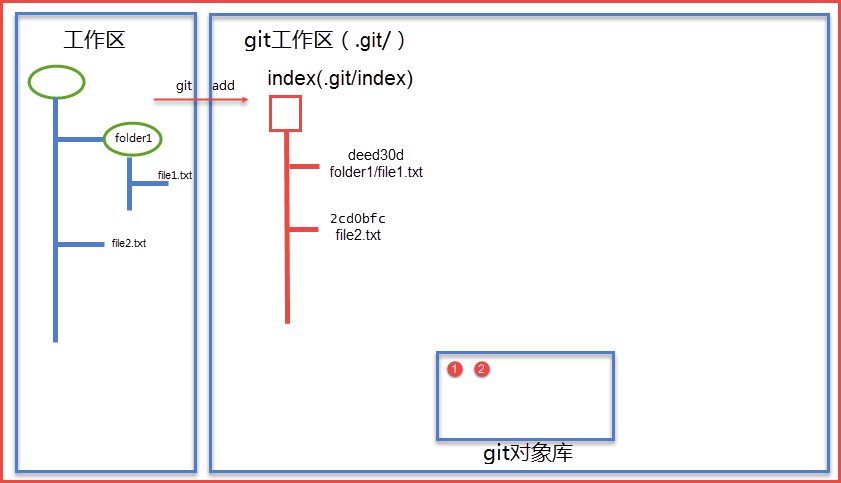 工作区
folder1
file1.txt
file2.txt
git add
git工作区（.git/）
index(.git/index)
deed30d
folder1/file1.txt
2cd0bfc
file2.txt
1 2
git对象库